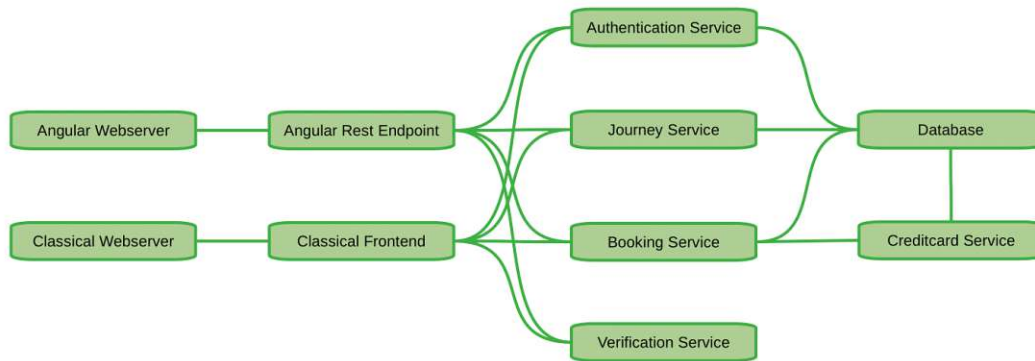 Authentication Service
Angular Webserver
Angular Rest Endpoint
Journey Service
Database
Classical Webserver
Classical Frontend
Booking Service
Creditcard Service
Verification Service